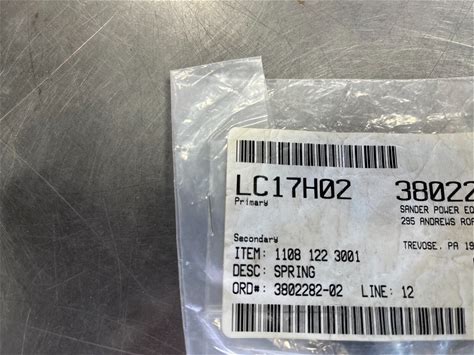 LC17H02 38022
Primary
SANDER POWER EQ
295 ANDREWS ROA
Secondary
TREVOSE, PA 19
ITEM: 1108 122 3001
DESC: SPRING
ORD#: 3802282-02 LINE: 12